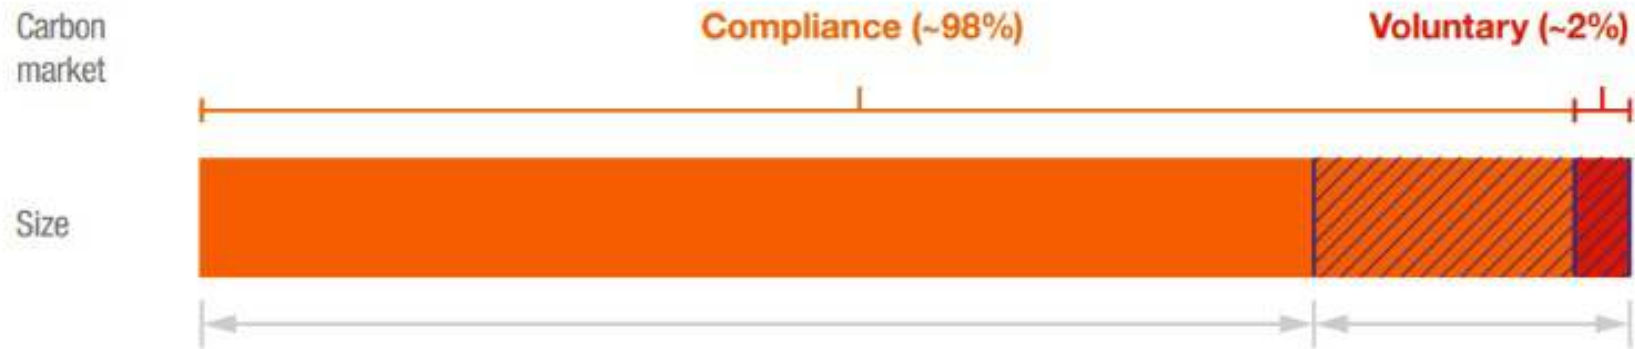 Carbon
market
Compliance (~98%)
Voluntary (~2%)
Size